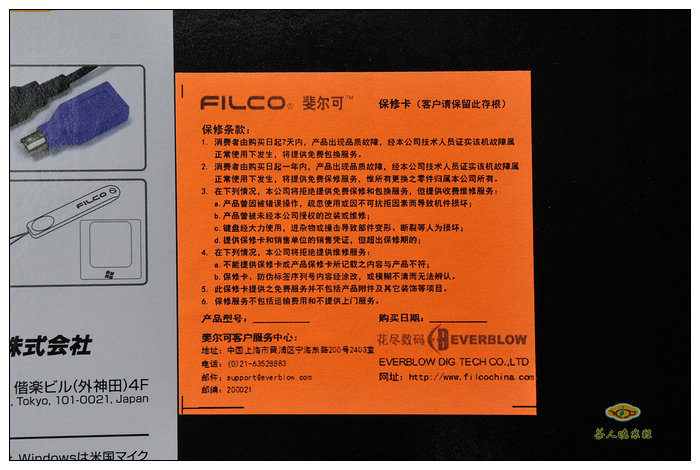 FILCO
株式会社
偕楽ビル(外神田)4F
, Tokyo, 101-0021, Japan
Windowsは米国マイク
FILCO® 斐尔可™ 保修卡 (客户请保留此存根)
保修条款:
1. 消费者由购买日起7天内，产品出现品质故障，经本公司技术人员证实该机故障属
正常使用下发生，将提供免费包换服务。
2. 消费者由购买日起一年内，产品出现品质故障，经本公司技术人员证实该机故障属
正常使用下发生，将提供免费保修服务，惟所有更换之零件归属本公司所有。
3. 在下列情况，本公司将拒绝提供免费保修和包换服务，但提供收费维修服务:
a. 产品曾因被错误操作，疏忽使用或因不可抗拒因素而导致机件损坏;
b. 产品曾被未经本公司授权的改装或维修;
c. 键盘经大力使用，进杂物或撞击导致部件变形、断裂等人为损坏;
d. 提供保修卡和销售单位的销售凭证，但超出保修期的;
4. 在下列情况，本公司将拒绝提供维修服务:
a. 不能提供保修卡或产品保修卡所记载之内容与产品不符;
b. 保修卡、防伪标签序列号内容经涂改，或模糊不清而无法辨认。
5. 此保修卡提供之免费服务并不包括产品附件及其它装饰等项目。
6. 保修服务不包括运输费用和不提供上门服务。
产品型号: 购买日期:
斐尔可客户服务中心:
地址: 中国上海市黄浦区宁海东路200号2403室
电话: (0)21-63529883
邮件: support@everblow.com
邮编: 200021
花尽数码 EVERBLOW
EVERBLOW DIG TECH CO.,LTD
网址: http://www.filcochina.com